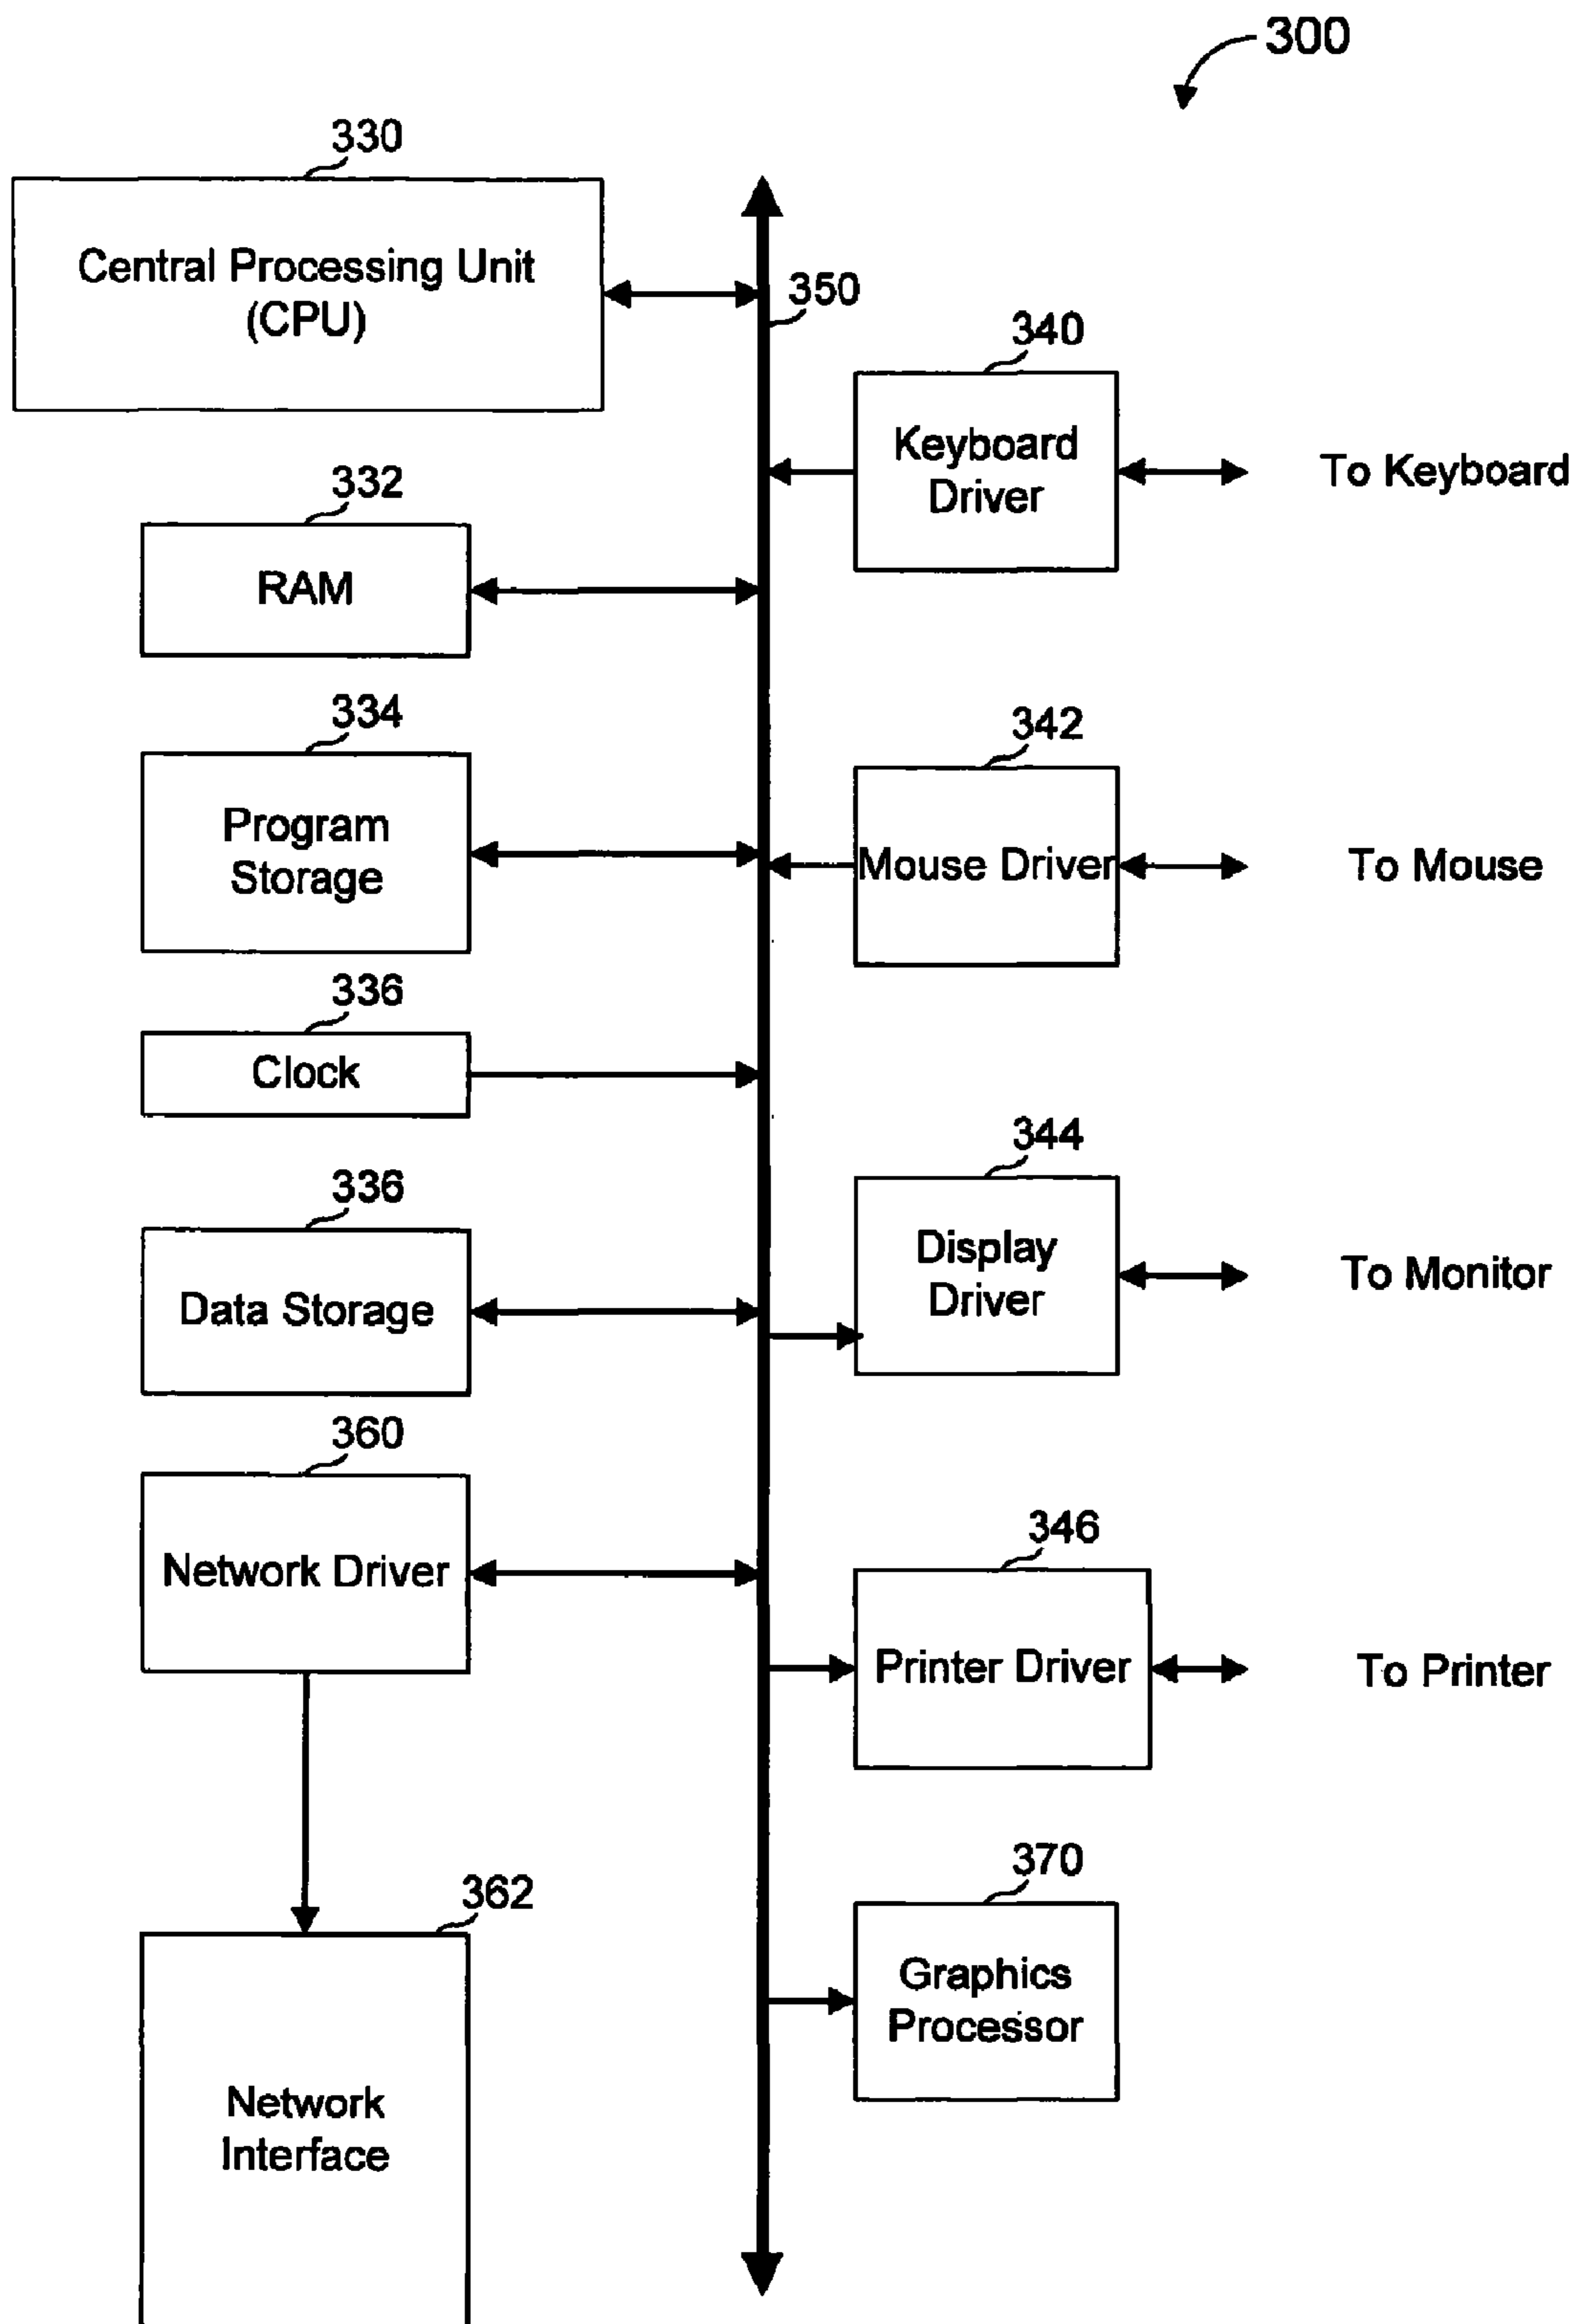 300
330
Central Processing Unit
(CPU)
350
340
Keyboard
Driver
To Keyboard
332
RAM
334
Program
Storage
342
Mouse Driver
To Mouse
336
Clock
344
Display
Driver
To Monitor
336
Data Storage
360
Network Driver
346
Printer Driver
To Printer
370
Graphics
Processor
362
Network
Interface